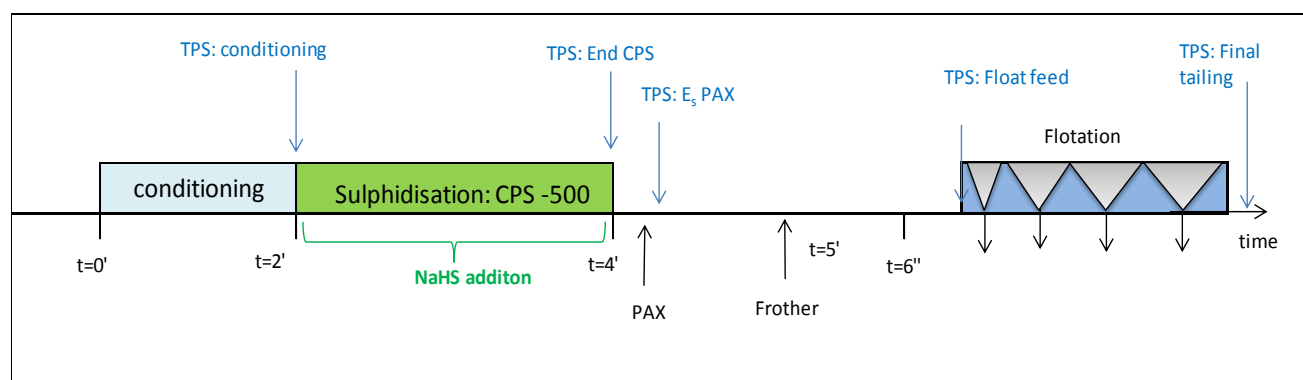 TPS: conditioning
TPS: End CPS
TPS: Es PAX
TPS: Float feed
TPS: Final
tailing
Flotation
conditioning
Sulphidisation: CPS -500
t=0'
t=2'
NaHS additon
t=4'
t=5'
t=6''
time
PAX
Frother